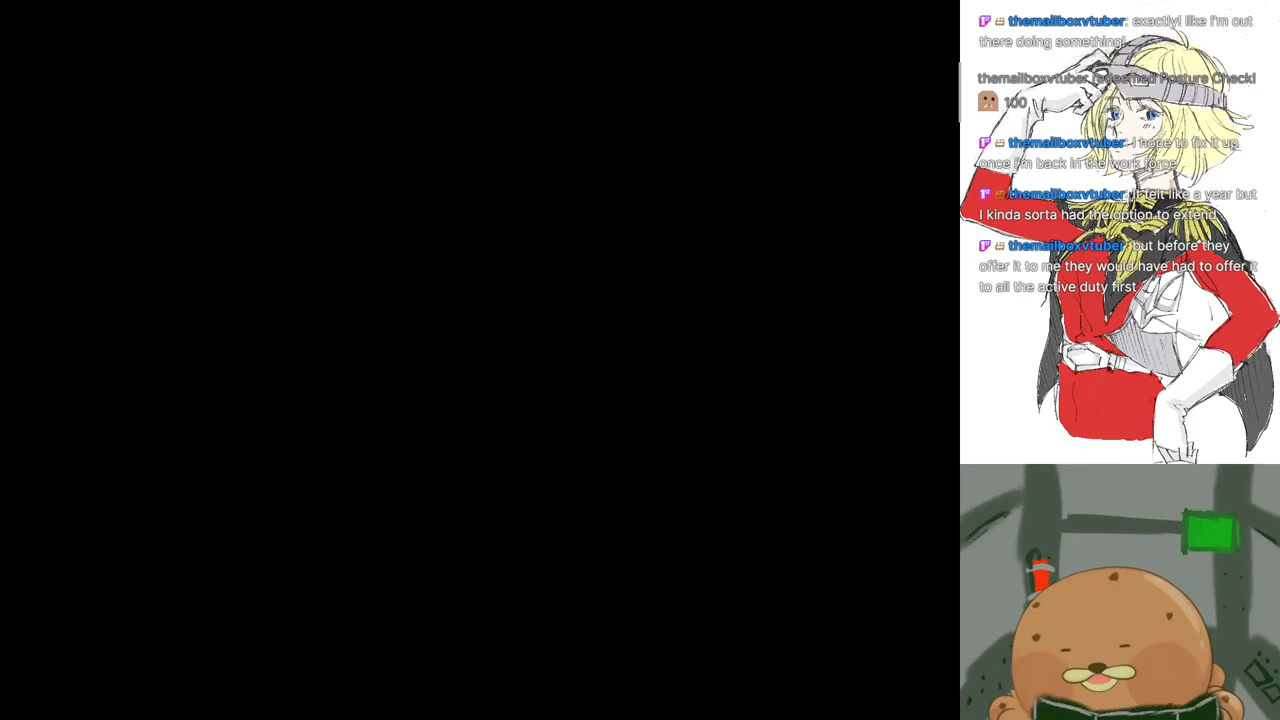 themailboxvtuber: exactly! like I'm out
there doing something!
themailboxvtuber redeemed Posture Check!
100
themailboxvtuber: I hope to fix it up
once I'm back in the work force
themailboxvtuber: It felt like a year but
I kinda sorta had the option to extend
themailboxvtuber: but before they
offer it to me they would have had to offer it
to all the active duty first